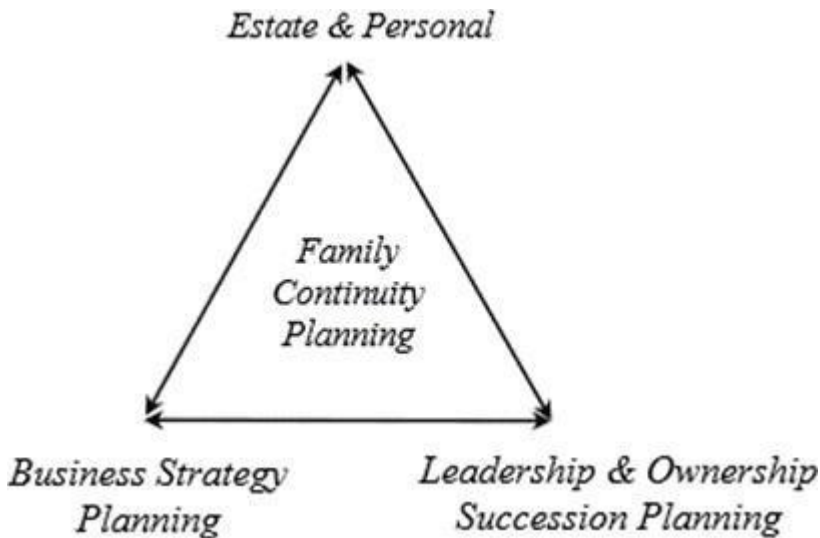 Estate & Personal
Family
Continuity
Planning
Business Strategy
Planning
Leadership & Ownership
Succession Planning